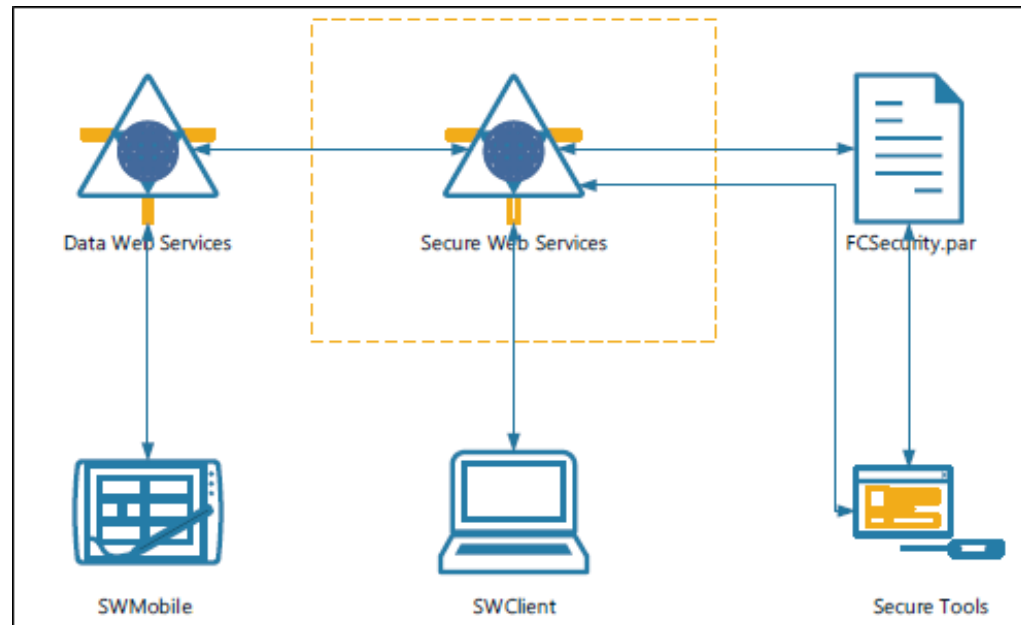 Data Web Services
Secure Web Services
FCSecurity.par
SWMobile
SWClient
Secure Tools